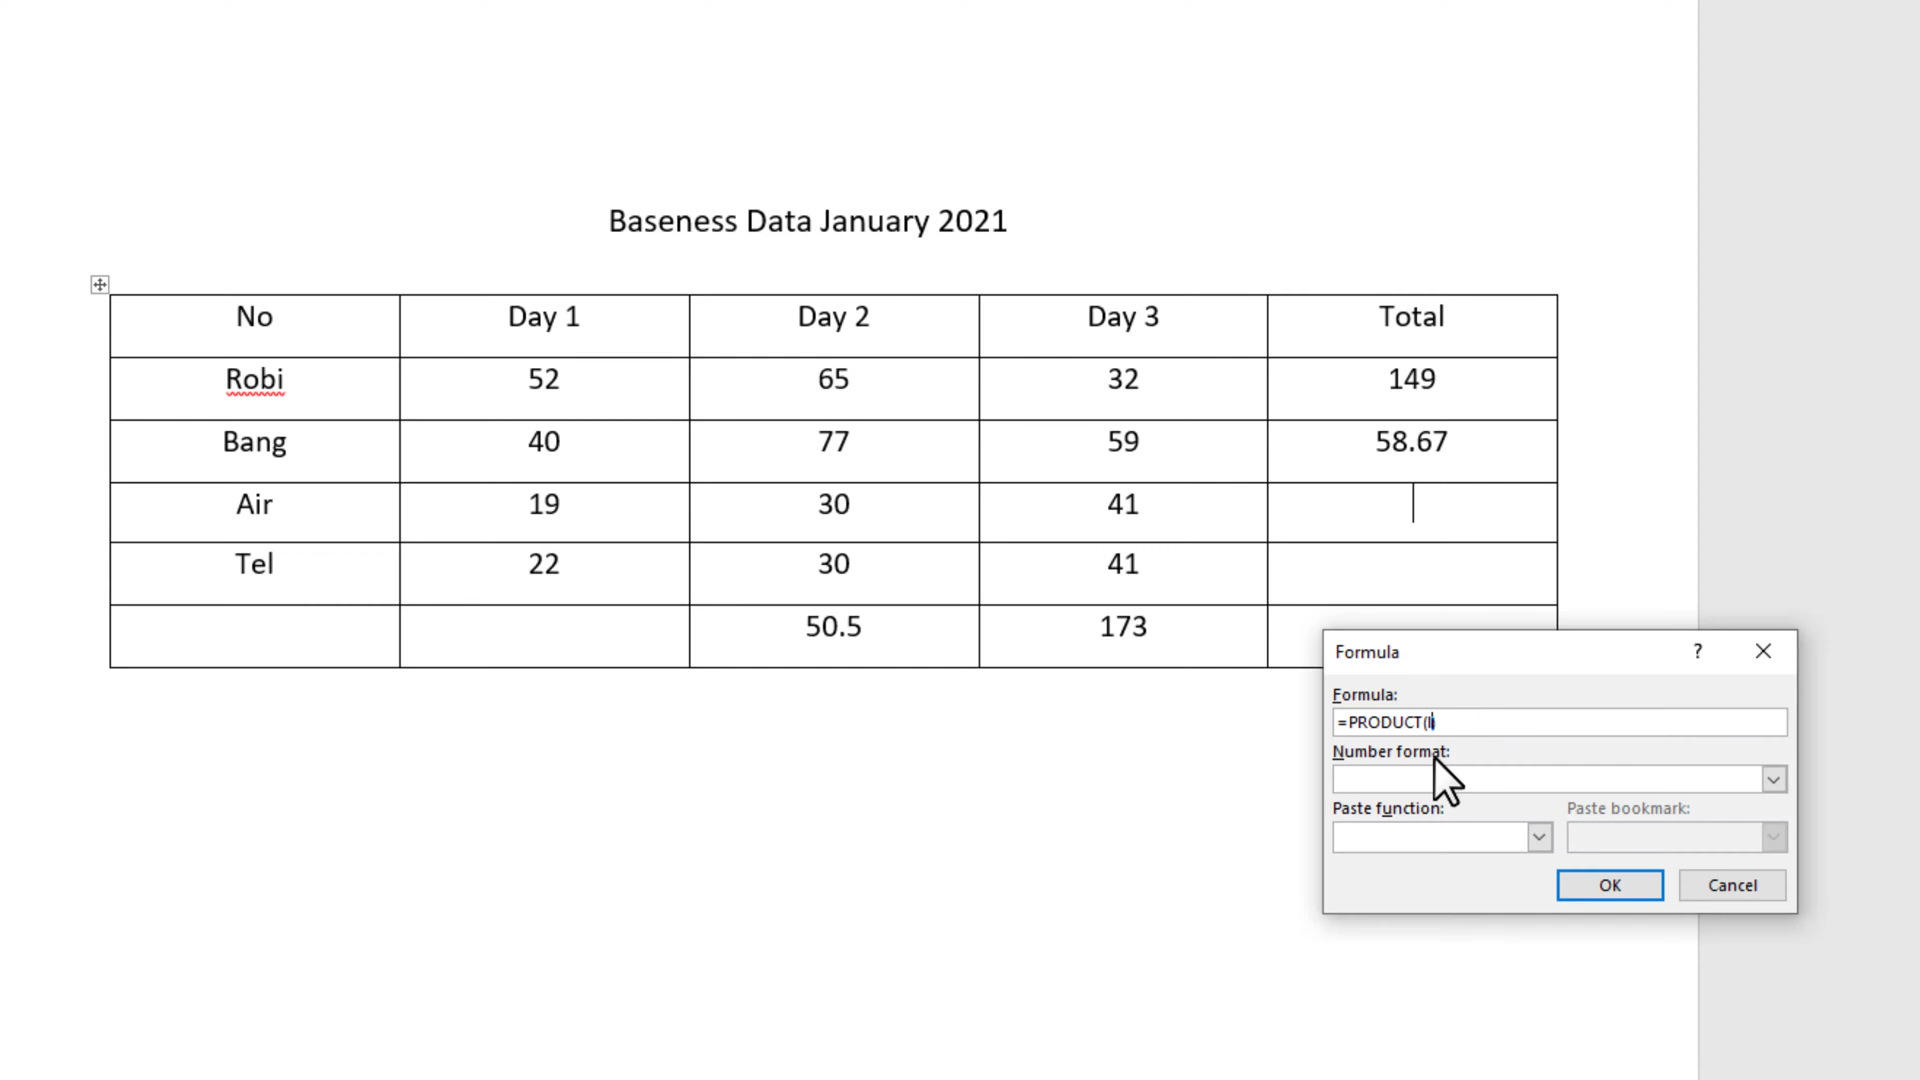 Baseness Data January 2021
No Day 1 Day 2 Day 3 Total
Robi 52 65 32 149
Bang 40 77 59 58.67
Air 19 30 41
Tel 22 30 41
50.5 173
Formula ?
Formula:
=PRODUCT(l)
Number format:
Paste function: Paste bookmark:
OK Cancel